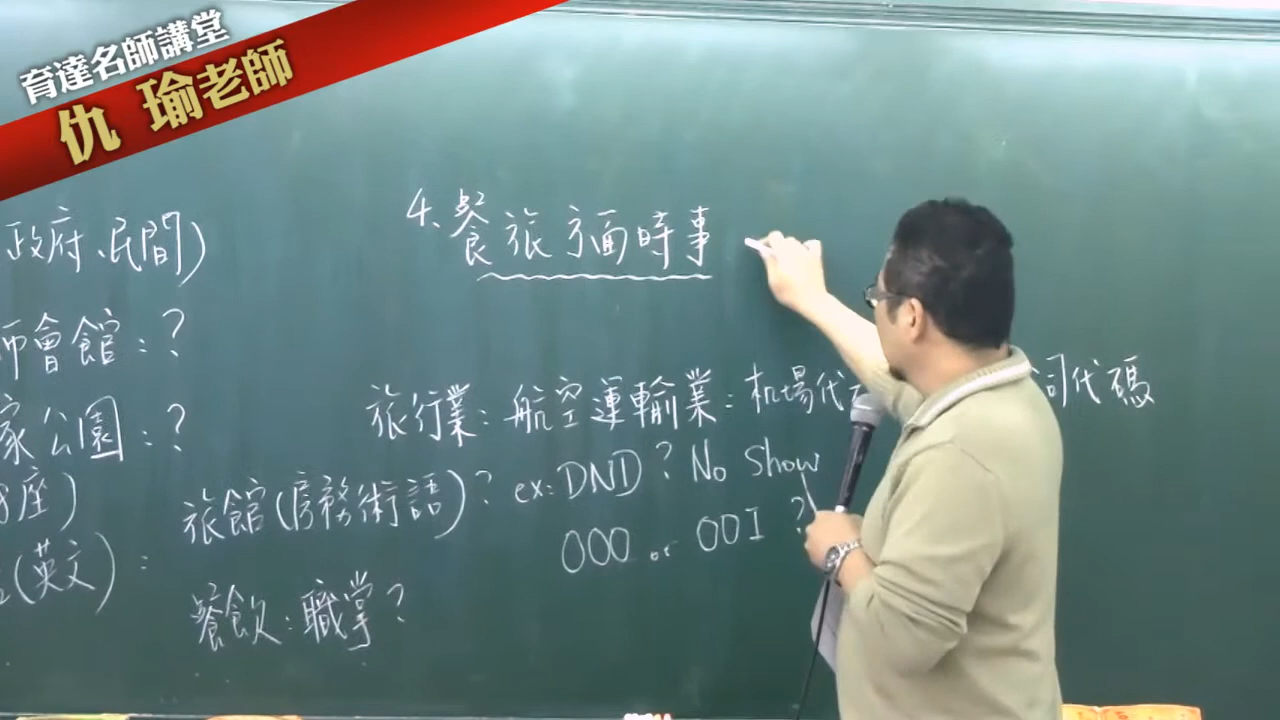 育達名師講堂
仇 瑜老師
政府、民間)
4.餐旅方面時事
師會館:?
家公園:?
旅行業:航空運輸業:机場代 詞代碼
座)
旅館(房務術語)? ex:DND? No Show
000 or 00I ?
(英文):
餐飲:職掌?